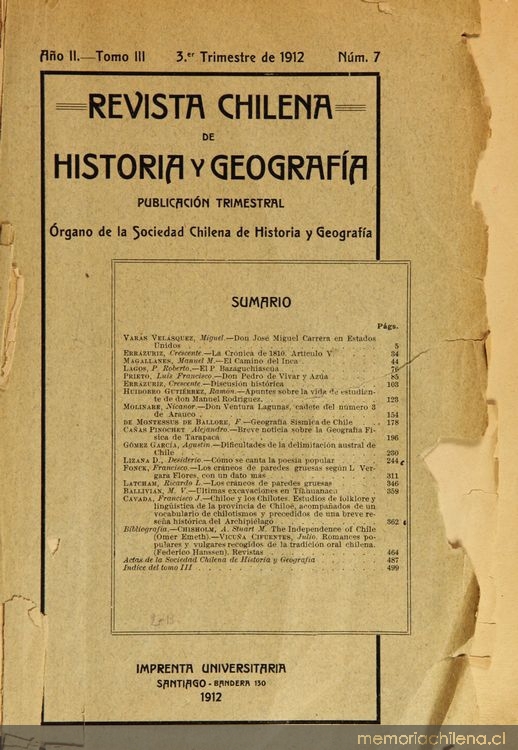 Año II.—Tomo III 3.er Trimestre de 1912 Núm. 7
REVISTA CHILENA
DE
HISTORIA Y GEOGRAFÍA
PUBLICACIÓN TRIMESTRAL
Órgano de la Sociedad Chilena de Historia y Geografía
SUMARIO
Págs.
VARAS VELÁSQUEZ, Miguel.—Don José Miguel Carrera en Estados
Unidos 5
ERRÁZURIZ, Crescente.—La Crónica de 1810. Artículo V. 34
MAGALLANES, Manuel M.—El Camino del Inca 44
LAGOS, P. Roberto.—El P. Bazaguchiascúa 76
PRIETO, Luis Francisco.—Don Pedro de Vivar y Azúa 85
ERRÁZURIZ, Crescente.—Discusión histórica 103
HUIDOBRO GUTIÉRREZ, Ramón.—Apuntes sobre la vida de estudian-
te de don Manuel Rodríguez. 123
MOLINARE, Nicanor.—Don Ventura Lagunas, cadete del número 3
de Arauco 154
DE MONTESSUS DE BALLORE, F.—Geografía Sísmica de Chile 178
CAÑAS PINOCHET, Alejandro.—Breve noticia sobre la Geografía Fí-
sica de Tarapacá 196
GÓMEZ GARCÍA, Agustín.—Dificultades de la delimitación austral de
Chile 230
LIZANA D., Desiderio.—Cómo se canta la poesía popular 244
FONCK, Francisco.—Los cráneos de paredes gruesas según L. Ver-
gara Flores, con un dato más 311
LATCHAM, Ricardo E.—Los cráneos de paredes gruesas 346
BALLIVIÁN, M. V.—Ultimas excavaciones en Tihuanacu 359
CAVADA, Francisco J.—Chiloé y los Chilotes. Estudios de folklore y
lingüística de la provincia de Chiloé, acompañados de un
vocabulario de chilotismos y precedidos de una breve re-
seña histórica del Archipiélago 362
Bibliografía.—CHISHOLM, A. Stuart M. The Independence of Chile
(Omer Emeth).—VICUÑA CIFUENTES, Julio. Romances po-
pulares y vulgares recogidos de la tradición oral chilena.
(Federico Hanssen). Revistas 464
Actas de la Sociedad Chilena de Historia y Geografía 487
Indice del tomo III 499
IMPRENTA UNIVERSITARIA
SANTIAGO - BANDERA 130
1912
memoriachilena.cl